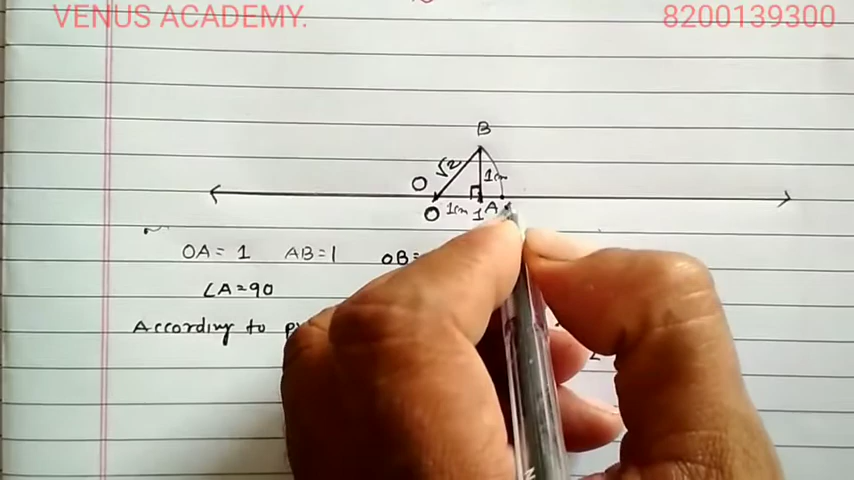 VENUS ACADEMY. 8200139300
B
√2 1cm
O
O 1cm 1 A
OA = 1 AB=1 OB=
∠A=90
According to